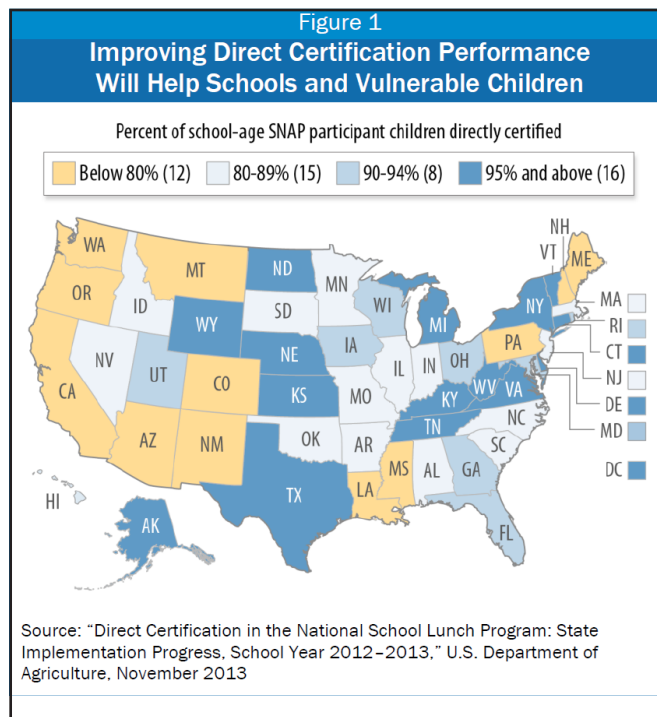 Figure 1
Improving Direct Certification Performance
Will Help Schools and Vulnerable Children
Percent of school-age SNAP participant children directly certified
Below 80% (12) 80-89% (15) 90-94% (8) 95% and above (16)
NH
VT
WA ME
MT ND
MN
OR MA
ID SD WI NY
RI
WY MI
CT
IA PA
NE NJ
NV OH
UT IL IN DE
CO WV VA
CA KS MO KY MD
NC
TN
DC
OK AR SC
AZ NM
MS AL GA
HI
TX LA
AK
FL
Source: “Direct Certification in the National School Lunch Program: State
Implementation Progress, School Year 2012–2013,” U.S. Department of
Agriculture, November 2013